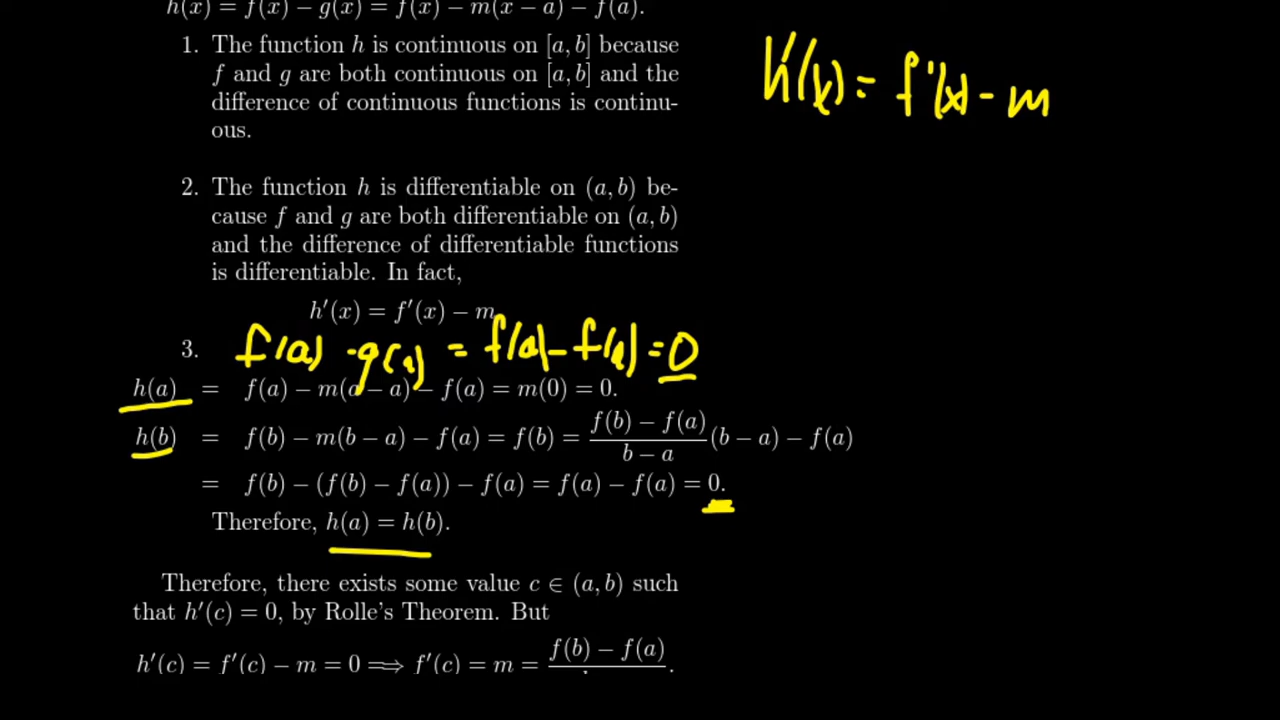 h(x) = f(x) − g(x) = f(x) − m(x − a) − f(a).
1. The function h is continuous on [a, b] because
f and g are both continuous on [a, b] and the
difference of continuous functions is continu-
ous.
h'(x) = f'(x) - m
2. The function h is differentiable on (a, b) be-
cause f and g are both differentiable on (a, b)
and the difference of differentiable functions
is differentiable. In fact,
h′(x) = f′(x) − m
3. f(a) - g(a) = f(a) - f(a) = 0
h(a) = f(a) − m(a − a) − f(a) = m(0) = 0.
h(b) = f(b) − m(b − a) − f(a) = f(b) = \frac{f(b) − f(a)}{b − a}(b − a) − f(a)
= f(b) − (f(b) − f(a)) − f(a) = f(a) − f(a) = 0.
Therefore, h(a) = h(b).
Therefore, there exists some value c ∈ (a, b) such
that h′(c) = 0, by Rolle's Theorem. But
h′(c) = f′(c) − m = 0 ⟹ f′(c) = m = f(b) − f(a)